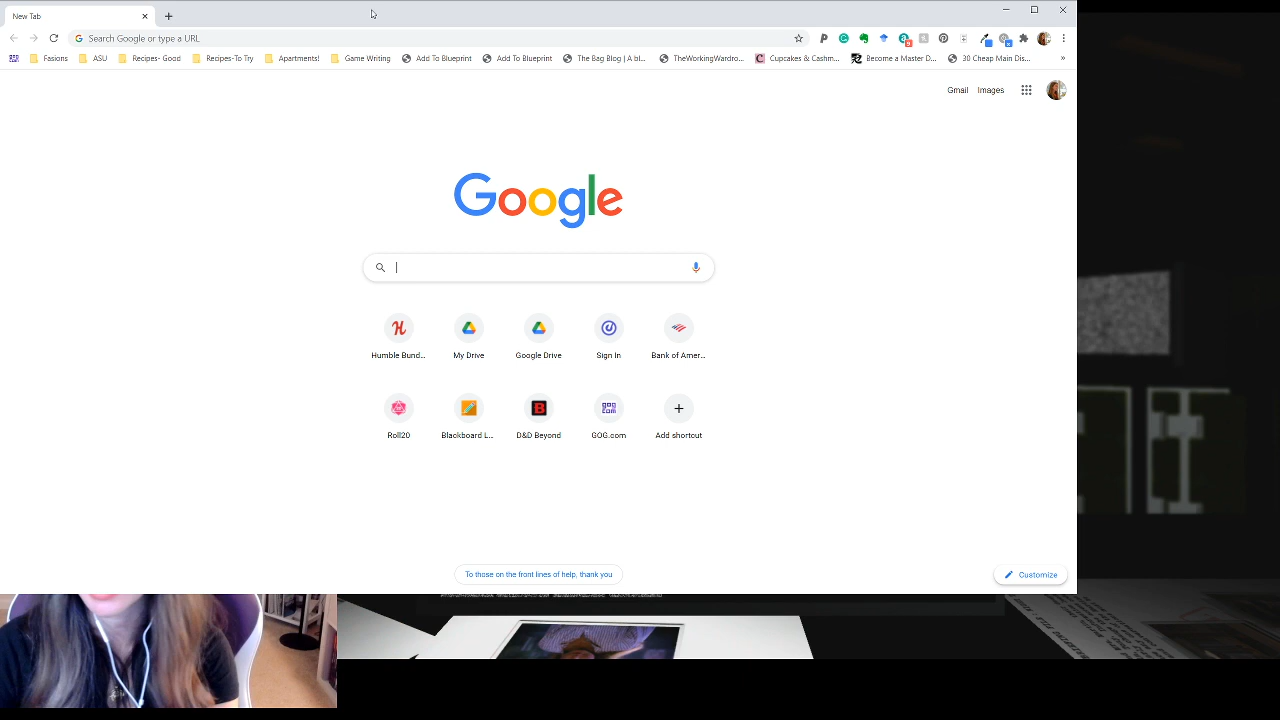 New Tab
Search Google or type a URL
Fasions ASU Recipes- Good Recipes-To Try Apartments! Game Writing Add To Blueprint Add To Blueprint The Bag Blog | A bl... TheWorkingWardro... Cupcakes & Cashm... Become a Master D... 30 Cheap Main Dis... »
Gmail Images
Google
Humble Bund... My Drive Google Drive Sign In Bank of Amer...
Roll20 Blackboard L... D&D Beyond GOG.com Add shortcut
To those on the front lines of help, thank you
Customize